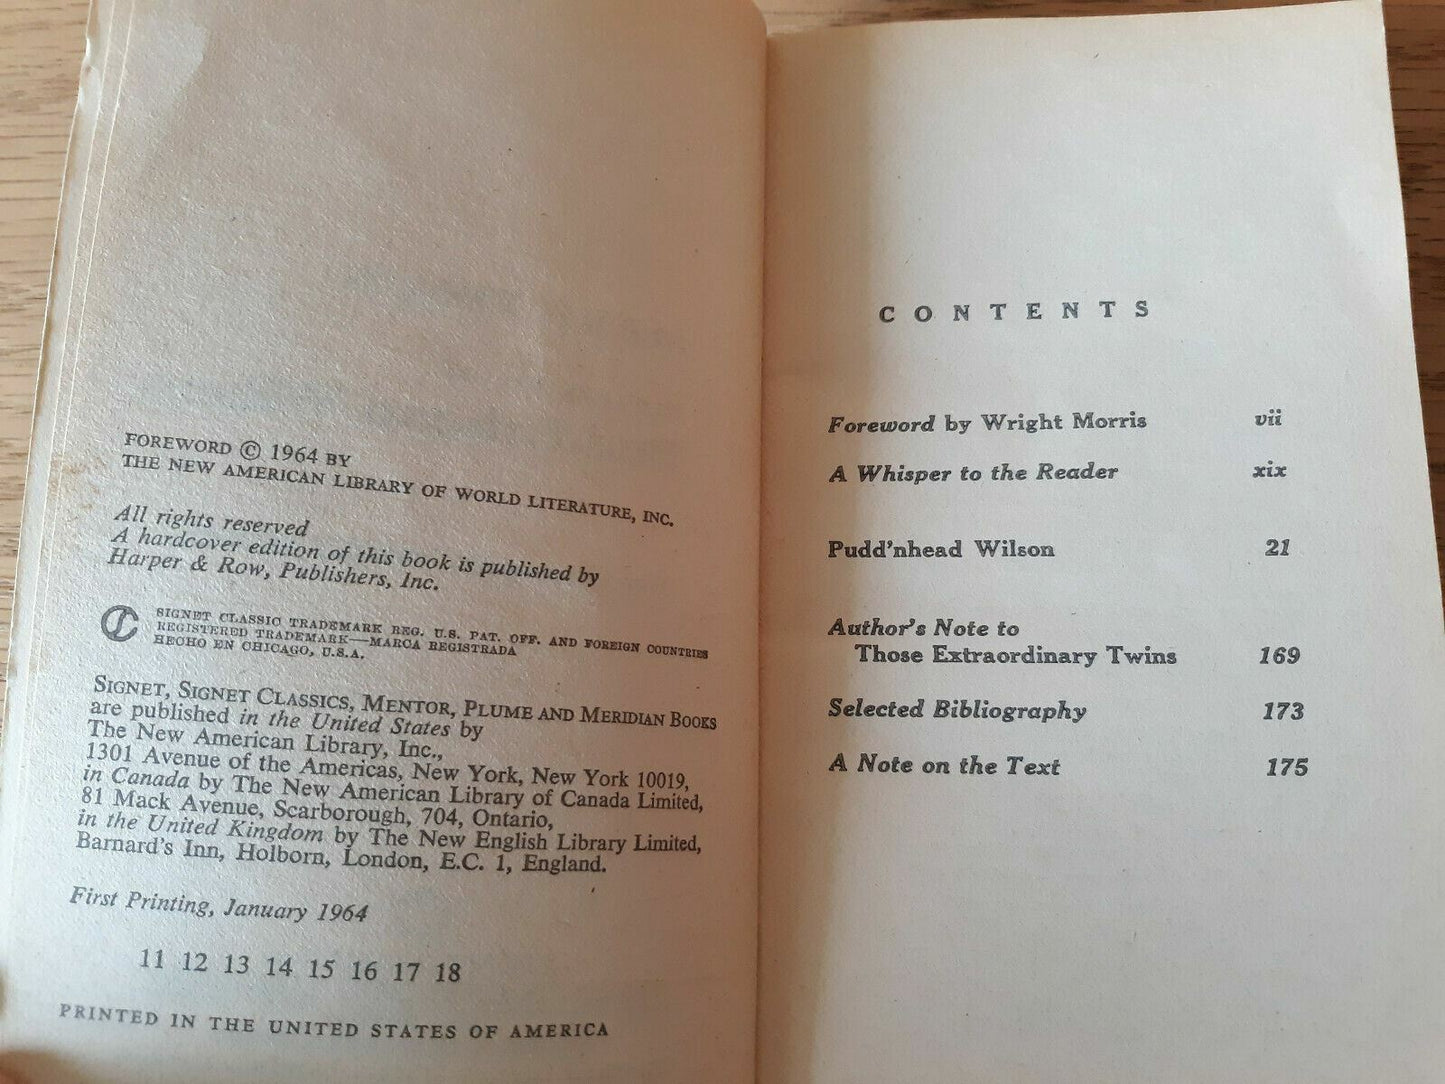 FOREWORD © 1964 BY
THE NEW AMERICAN LIBRARY OF WORLD LITERATURE, INC.
All rights reserved
A hardcover edition of this book is published by
Harper & Row, Publishers, Inc.
SIGNET CLASSIC TRADEMARK REG. U.S. PAT. OFF. AND FOREIGN COUNTRIES
REGISTERED TRADEMARK—MARCA REGISTRADA
HECHO EN CHICAGO, U.S.A.
SIGNET, SIGNET CLASSICS, MENTOR, PLUME AND MERIDIAN BOOKS
are published in the United States by
The New American Library, Inc.,
1301 Avenue of the Americas, New York, New York 10019,
in Canada by The New American Library of Canada Limited,
81 Mack Avenue, Scarborough, 704, Ontario,
in the United Kingdom by The New English Library Limited,
Barnard's Inn, Holborn, London, E.C. 1, England.
First Printing, January 1964
11 12 13 14 15 16 17 18
PRINTED IN THE UNITED STATES OF AMERICA
CONTENTS
Foreword by Wright Morris vii
A Whisper to the Reader xix
Pudd'nhead Wilson 21
Author's Note to
Those Extraordinary Twins 169
Selected Bibliography 173
A Note on the Text 175